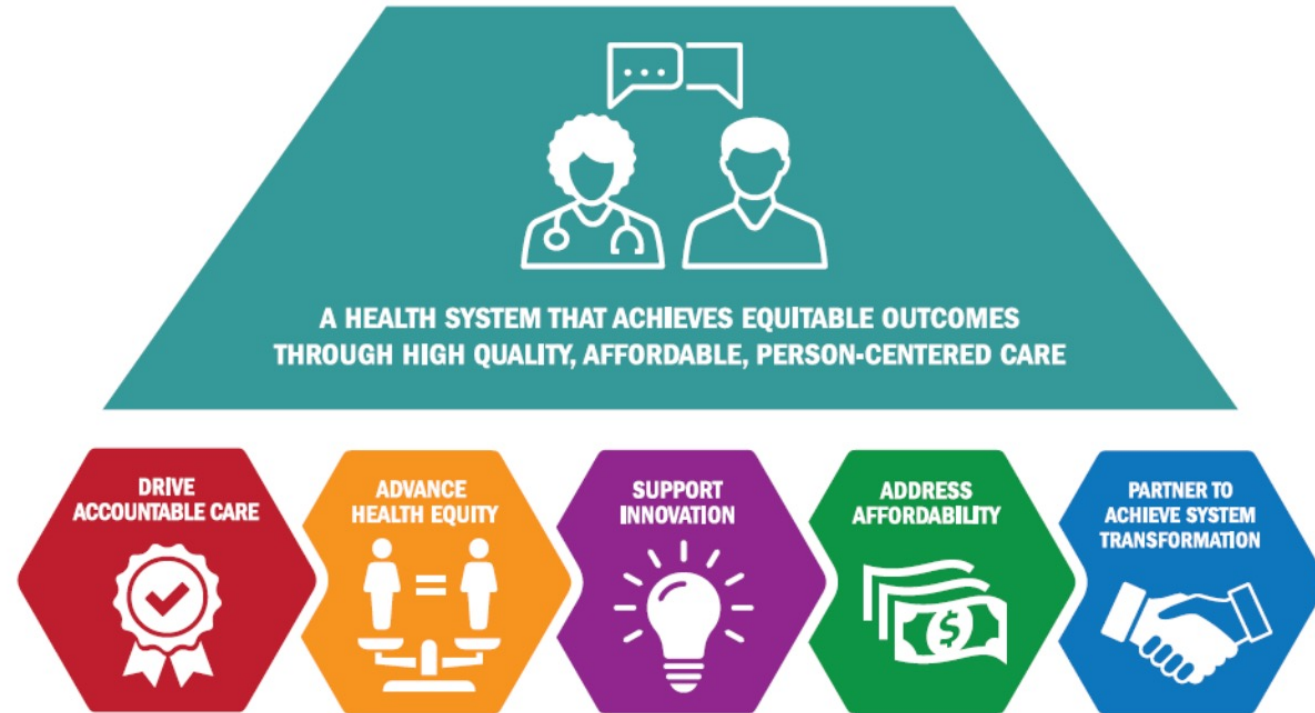 A HEALTH SYSTEM THAT ACHIEVES EQUITABLE OUTCOMES
THROUGH HIGH QUALITY, AFFORDABLE, PERSON-CENTERED CARE
DRIVE
ACCOUNTABLE CARE
ADVANCE
HEALTH EQUITY
SUPPORT
INNOVATION
ADDRESS
AFFORDABILITY
$
PARTNER TO
ACHIEVE SYSTEM
TRANSFORMATION